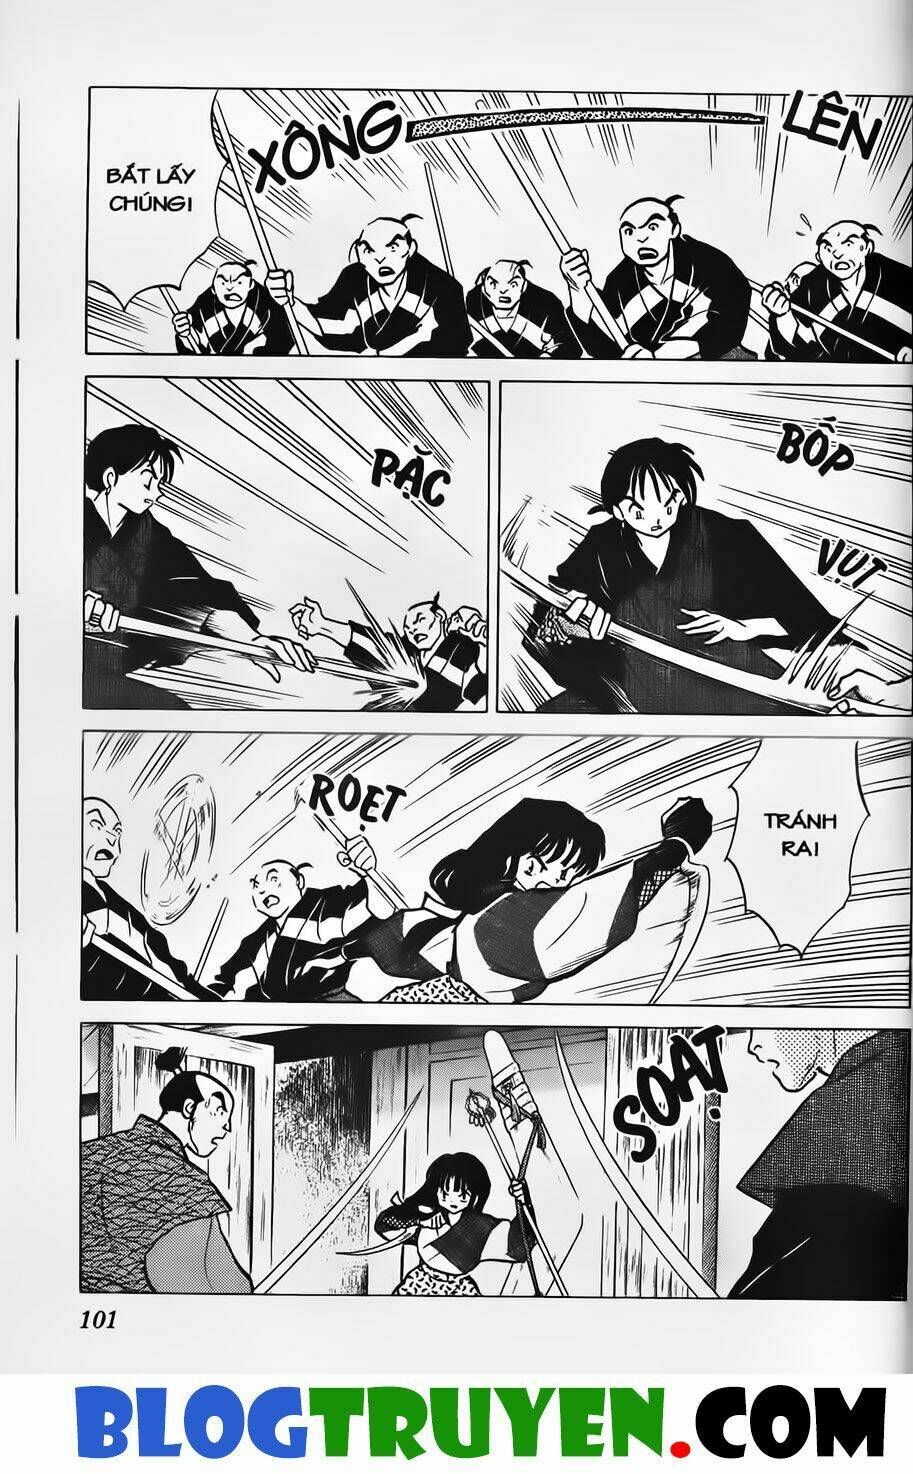 BẮT LẤY
CHÚNG!
XÔNG LÊN
PẶC
BỐP
VỤT
ROẸT
TRÁNH
RA!
SOẠT
101
BLOGTRUYEN.COM